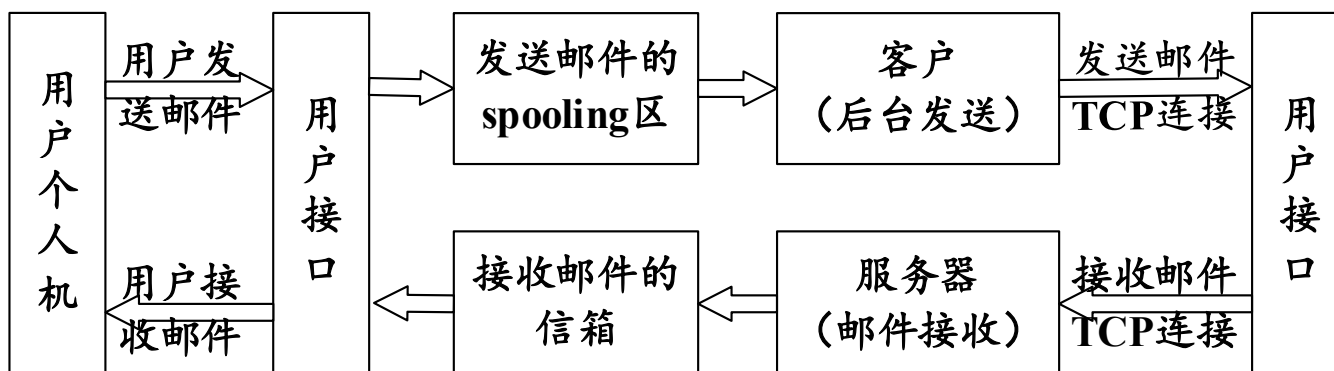 用户个人机
用户发
送邮件
用户接
收邮件
用户接口
发送邮件的
spooling区
客户
（后台发送）
发送邮件
TCP连接
接收邮件的
信箱
服务器
（邮件接收）
接收邮件
TCP连接
用户接口